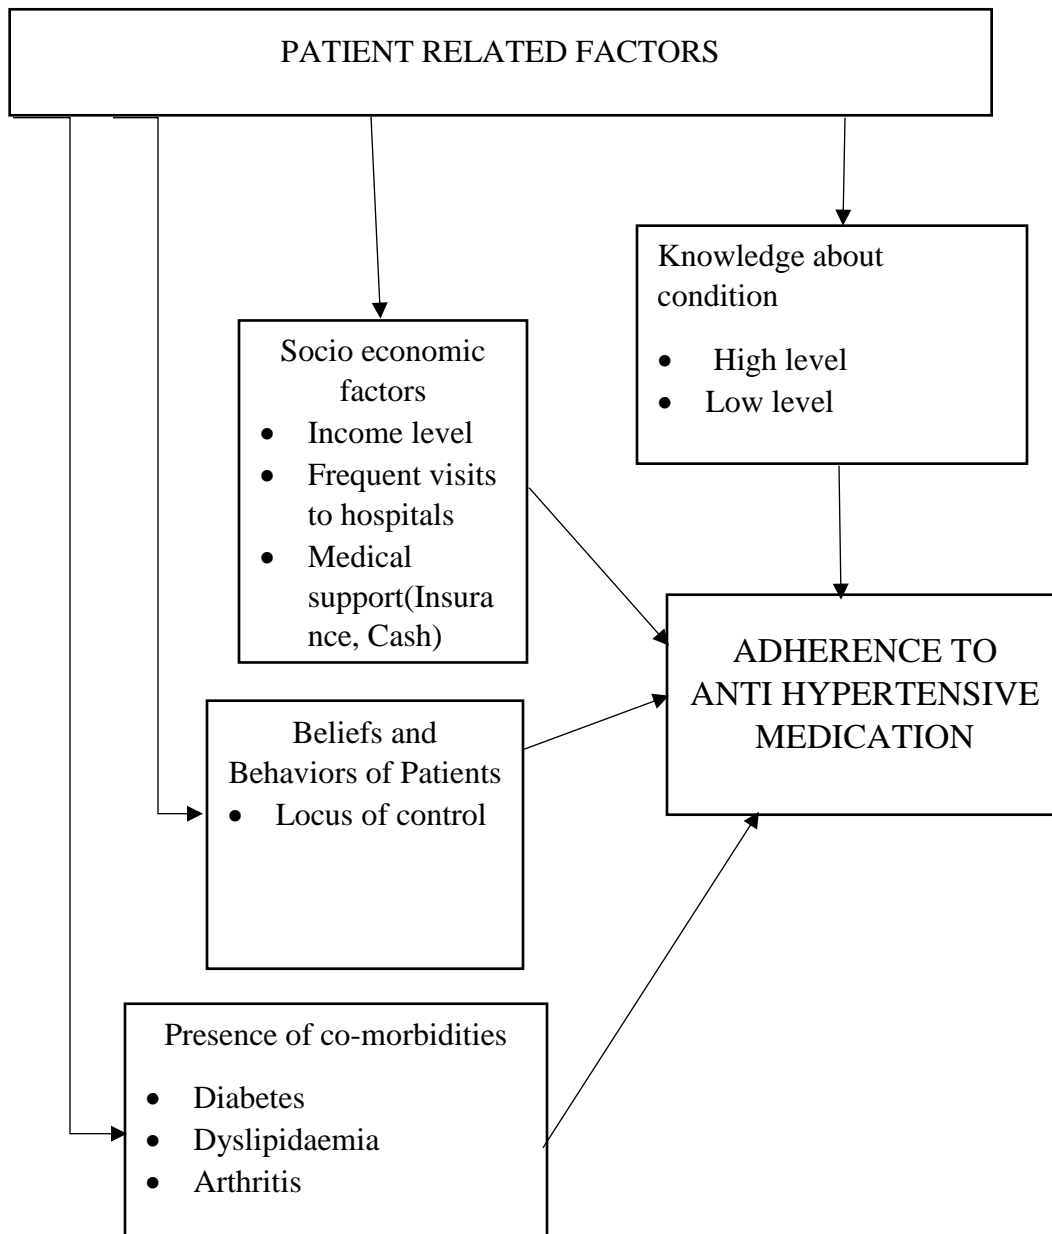 PATIENT RELATED FACTORS
Knowledge about
condition
• High level
• Low level
Socio economic
factors
• Income level
• Frequent visits
to hospitals
• Medical
support(Insura
nce, Cash)
ADHERENCE TO
ANTI HYPERTENSIVE
MEDICATION
Beliefs and
Behaviors of Patients
• Locus of control
Presence of co-morbidities
• Diabetes
• Dyslipidaemia
• Arthritis